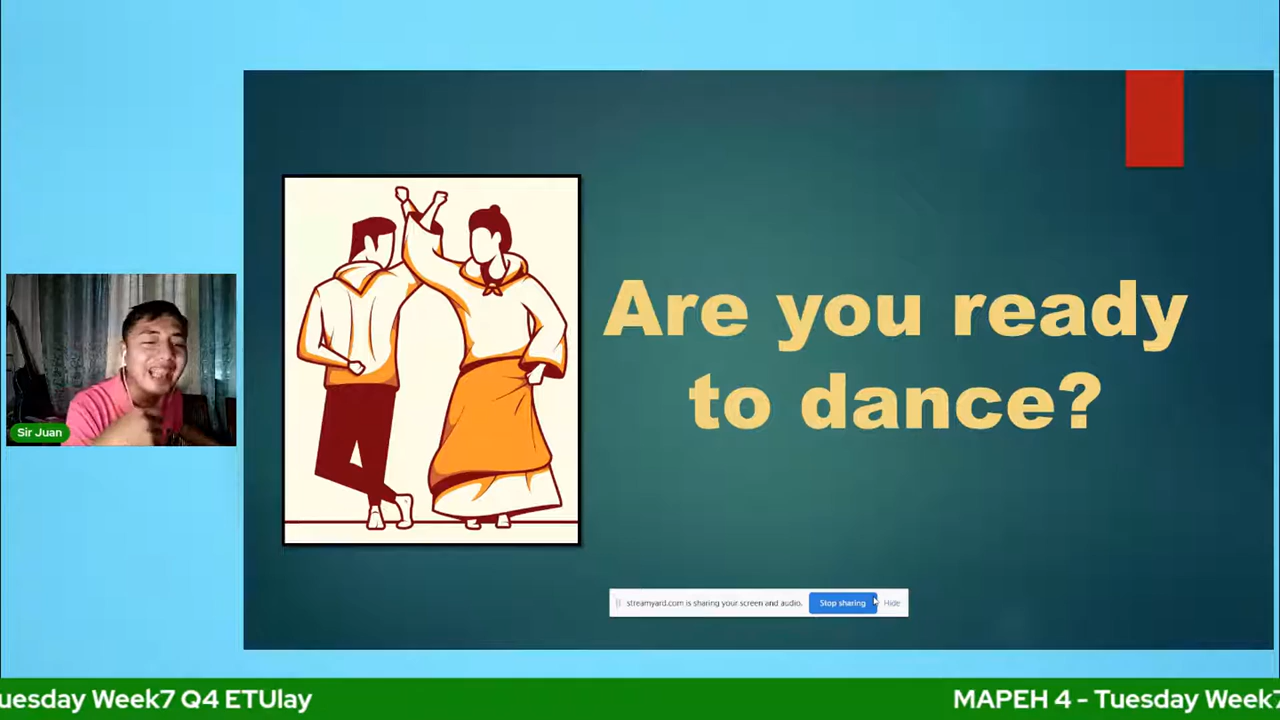 Are you ready
to dance?
Sir Juan
streamyard.com is sharing your screen and audio.
Stop sharing
Hide
uesday Week7 Q4 ETUlay
MAPEH 4 - Tuesday Week7